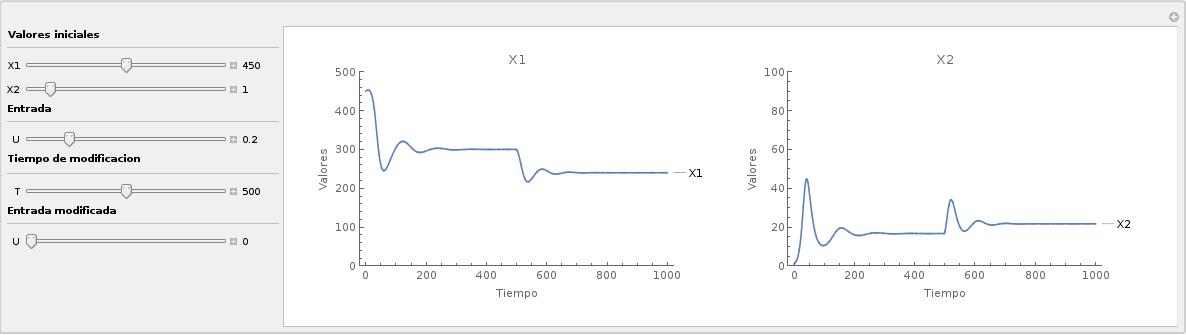 Valores iniciales
X1 450
X2 1
Entrada
U 0.2
Tiempo de modificacion
T 500
Entrada modificada
U 0
X1
500
400
300
200
100
0
Valores
0 200 400 600 800 1000
Tiempo
X1
X2
100
80
60
40
20
0
Valores
0 200 400 600 800 1000
Tiempo
X2